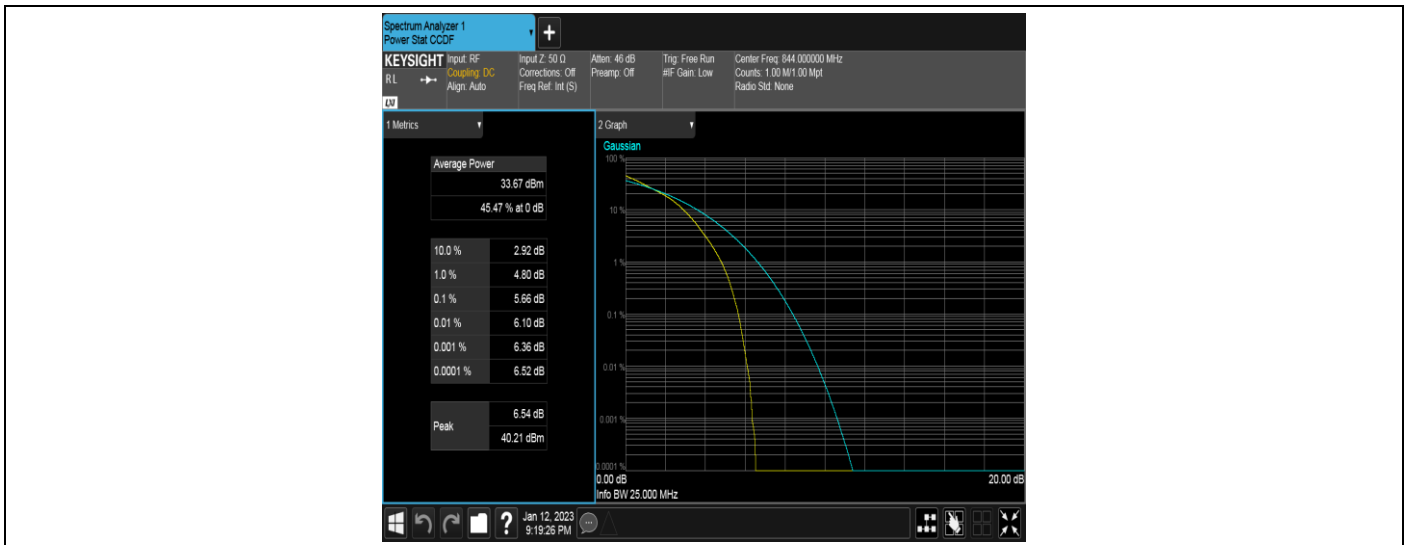 Spectrum Analyzer 1
Power Stat CCDF
+
KEYSIGHT
RL
LXI
Input: RF
Coupling: DC
Align: Auto
Input Z: 50 Ω
Corrections: Off
Freq Ref: Int (S)
Atten: 46 dB
Preamp: Off
Trig: Free Run
#IF Gain: Low
Center Freq: 644.000000 MHz
Counts: 1.00 M/1.00 Mpt
Radio Std: None
1 Metrics
Average Power
33.67 dBm
45.47 % at 0 dB
10.0 % 2.92 dB
1.0 % 4.80 dB
0.1 % 5.66 dB
0.01 % 6.10 dB
0.001 % 6.36 dB
0.0001 % 6.52 dB
Peak
6.54 dB
40.21 dBm
2 Graph
Gaussian
100 %
10 %
1 %
0.1 %
0.01 %
0.001 %
0.0001 %
0.00 dB 20.00 dB
Info BW 25.000 MHz
?
Jan 12, 2023
9:19:26 PM